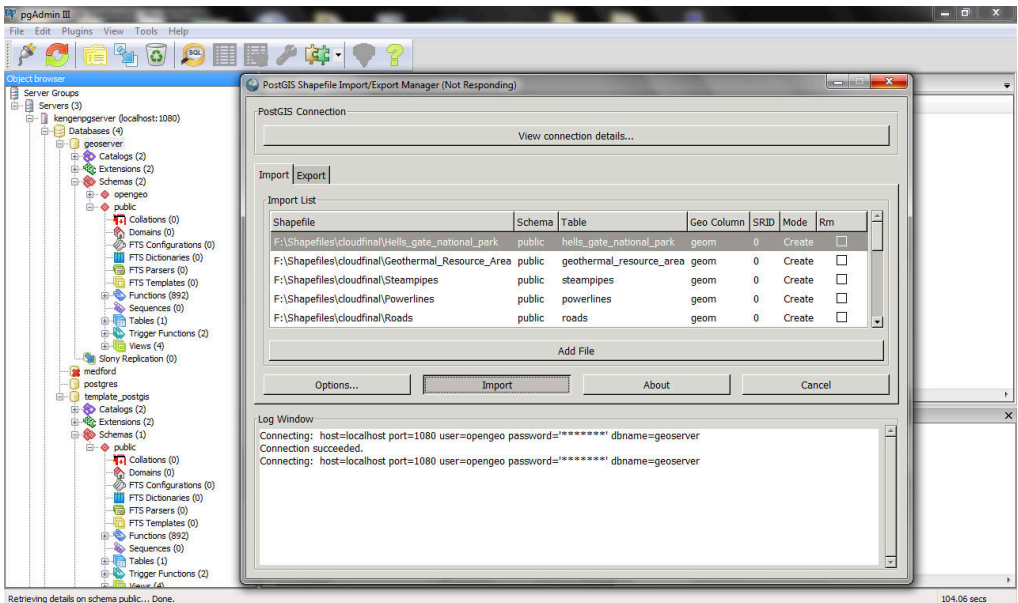 pgAdmin III
File Edit Plugins View Tools Help
SQL
Object browser
Server Groups
Servers (3)
kengenpgserver (localhost:1080)
Databases (4)
geoserver
Catalogs (2)
Extensions (2)
Schemas (2)
opengeo
public
Collations (0)
Domains (0)
FTS Configurations (0)
FTS Dictionaries (0)
FTS Parsers (0)
FTS Templates (0)
Functions (892)
Sequences (0)
Tables (1)
Trigger Functions (2)
Views (4)
Slony Replication (0)
medford
postgres
template_postgis
Catalogs (2)
Extensions (2)
Schemas (1)
public
Collations (0)
Domains (0)
FTS Configurations (0)
FTS Dictionaries (0)
FTS Parsers (0)
FTS Templates (0)
Functions (892)
Sequences (0)
Tables (1)
Trigger Functions (2)
Views (4)
Retrieving details on schema public... Done.
104.06 secs
PostGIS Shapefile Import/Export Manager (Not Responding)
PostGIS Connection
View connection details...
Import Export
Import List
Shapefile Schema Table Geo Column SRID Mode Rm
F:\Shapefiles\cloudfinal\Hells_gate_national_park public hells_gate_national_park geom 0 Create
F:\Shapefiles\cloudfinal\Geothermal_Resource_Area public geothermal_resource_area geom 0 Create
F:\Shapefiles\cloudfinal\Steampipes public steampipes geom 0 Create
F:\Shapefiles\cloudfinal\Powerlines public powerlines geom 0 Create
F:\Shapefiles\cloudfinal\Roads public roads geom 0 Create
Add File
Options... Import About Cancel
Log Window
Connecting: host=localhost port=1080 user=opengeo password='*******' dbname=geoserver
Connection succeeded.
Connecting: host=localhost port=1080 user=opengeo password='*******' dbname=geoserver